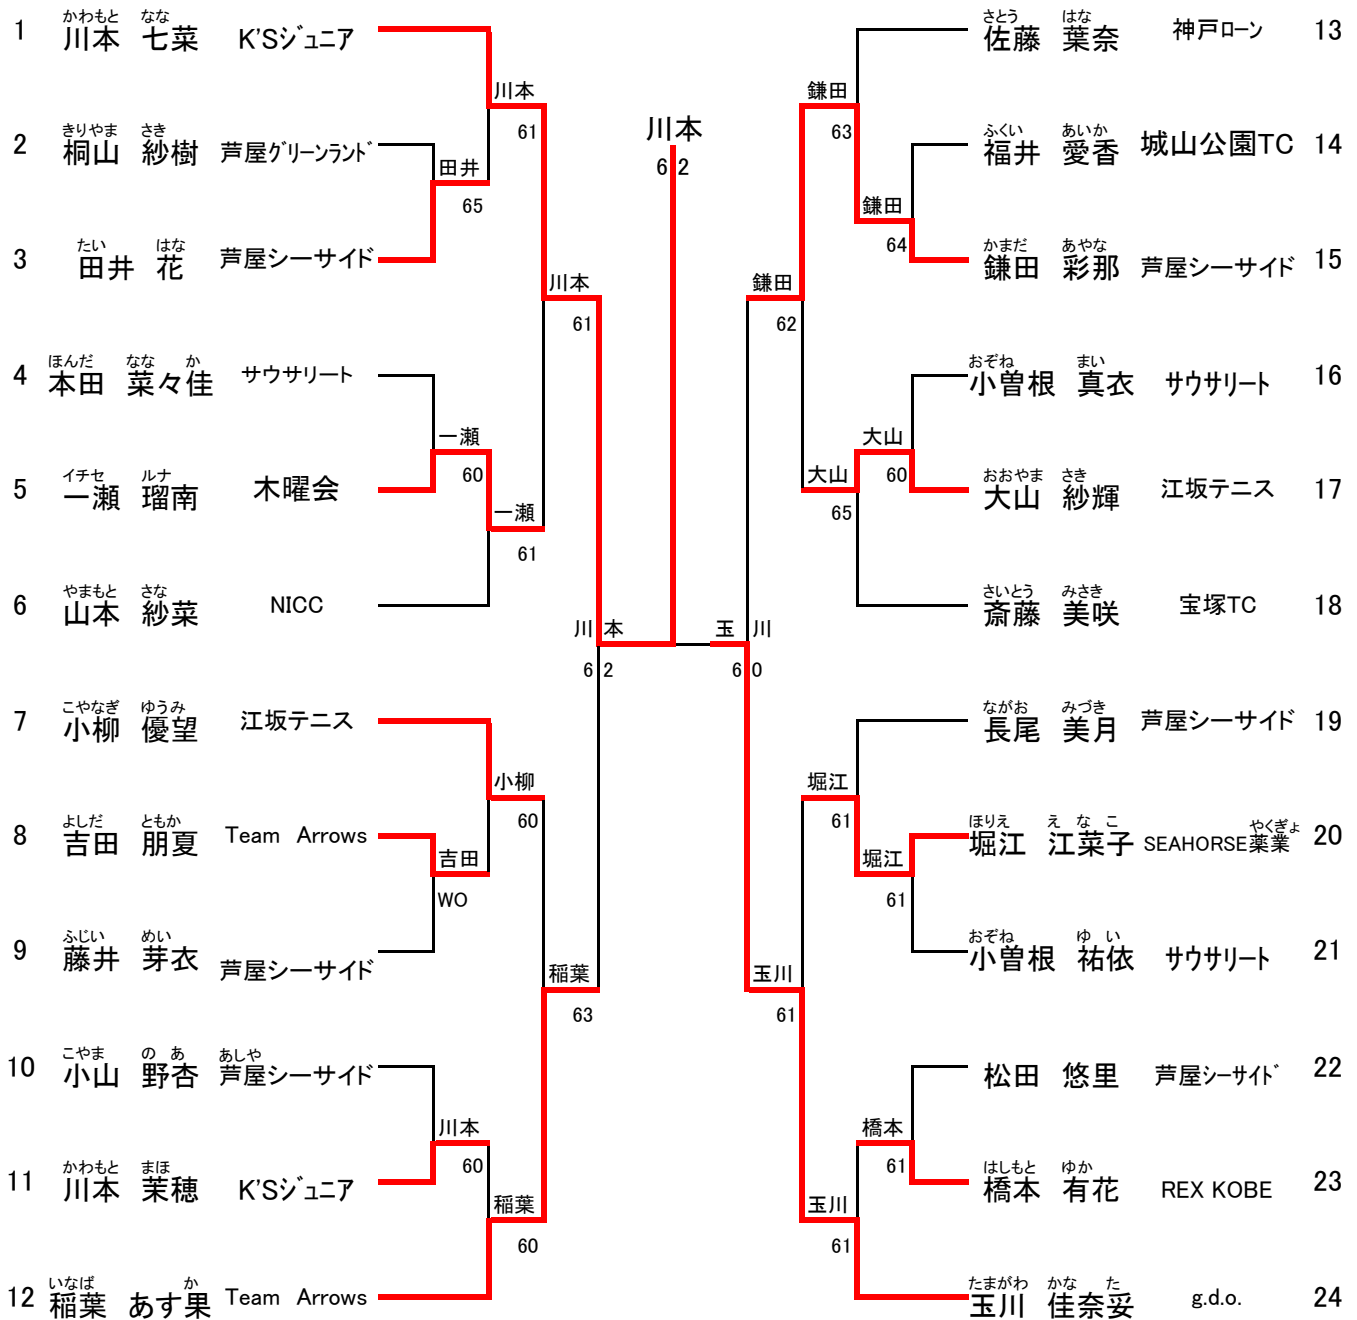 かわもと なな
1 川本 七菜 K'Sジュニア
川本
61
きりやま さき
2 桐山 紗樹 芦屋グリーンランド
田井
65
たい はな
3 田井 花 芦屋シーサイド
川本
61
ほんだ なな か
4 本田 菜々佳 サウサリート
一瀬
60
イチセ ルナ
5 一瀬 瑠南 木曜会
一瀬
61
やまもと さな
6 山本 紗菜 NICC
川本
62
こやなぎ ゆうみ
7 小柳 優望 江坂テニス
小柳
60
よしだ ともか
8 吉田 朋夏 Team Arrows
吉田
WO
ふじい めい
9 藤井 芽衣 芦屋シーサイド
稲葉
63
こやま の あ あしや
10 小山 野杏 芦屋シーサイド
川本
60
かわもと まほ
11 川本 茉穂 K'Sジュニア
稲葉
60
いなば か
12 稲葉 あす果 Team Arrows
川本
62
さとう はな
佐藤 葉奈 神戸ローン 13
鎌田
63
ふくい あいか
福井 愛香 城山公園TC 14
鎌田
64
かまだ あやな
鎌田 彩那 芦屋シーサイド 15
鎌田
62
おぞね まい
小曽根 真衣 サウサリート 16
大山
60
おおやま さき
大山 紗輝 江坂テニス 17
大山
65
さいとう みさき
斎藤 美咲 宝塚TC 18
玉川
60
ながお みづき
長尾 美月 芦屋シーサイド 19
堀江
61
ほりえ え な こ やくぎょ
堀江 江菜子 SEAHORSE薬業 20
堀江
61
おぞね ゆ い
小曽根 祐依 サウサリート 21
玉川
61
松田 悠里 芦屋シーサイド 22
橋本
61
はしもと ゆか
橋本 有花 REX KOBE 23
玉川
61
たまがわ かな た
玉川 佳奈妥 g.d.o. 24